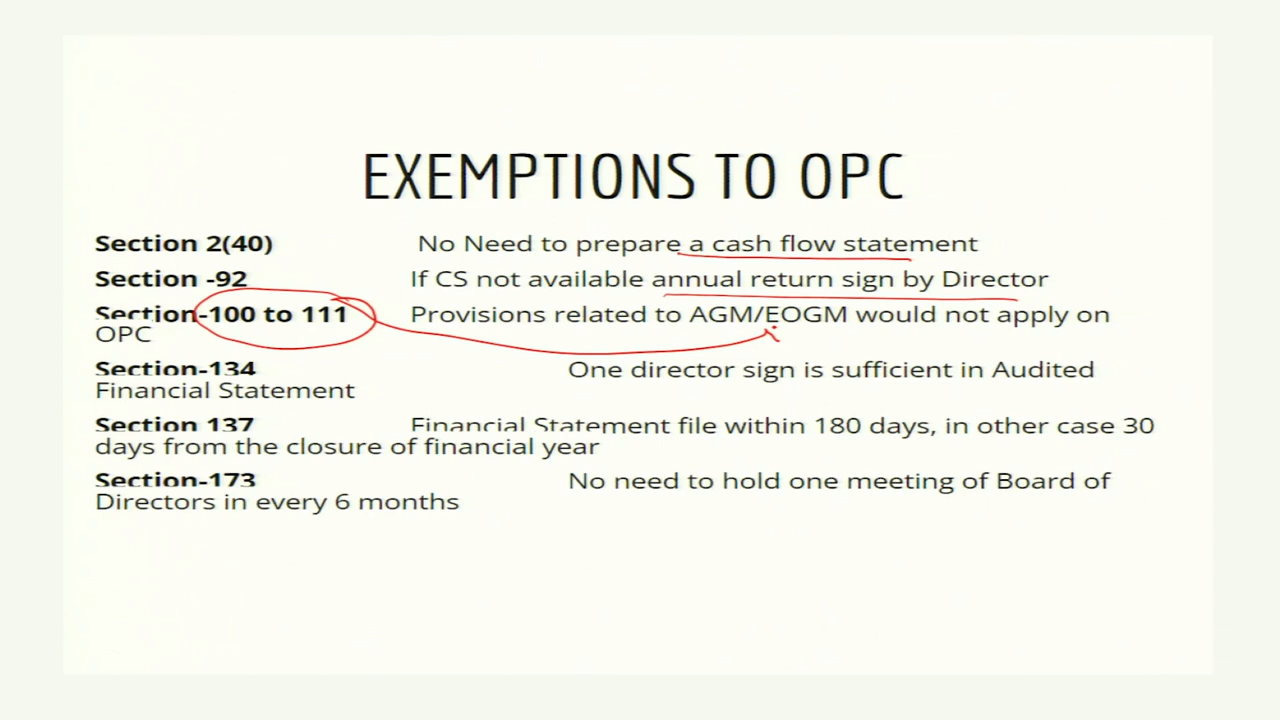 EXEMPTIONS TO OPC
Section 2(40) No Need to prepare a cash flow statement
Section -92 If CS not available annual return sign by Director
Section-100 to 111 Provisions related to AGM/EOGM would not apply on
OPC
Section-134 One director sign is sufficient in Audited
Financial Statement
Section 137 Financial Statement file within 180 days, in other case 30
days from the closure of financial year
Section-173 No need to hold one meeting of Board of
Directors in every 6 months